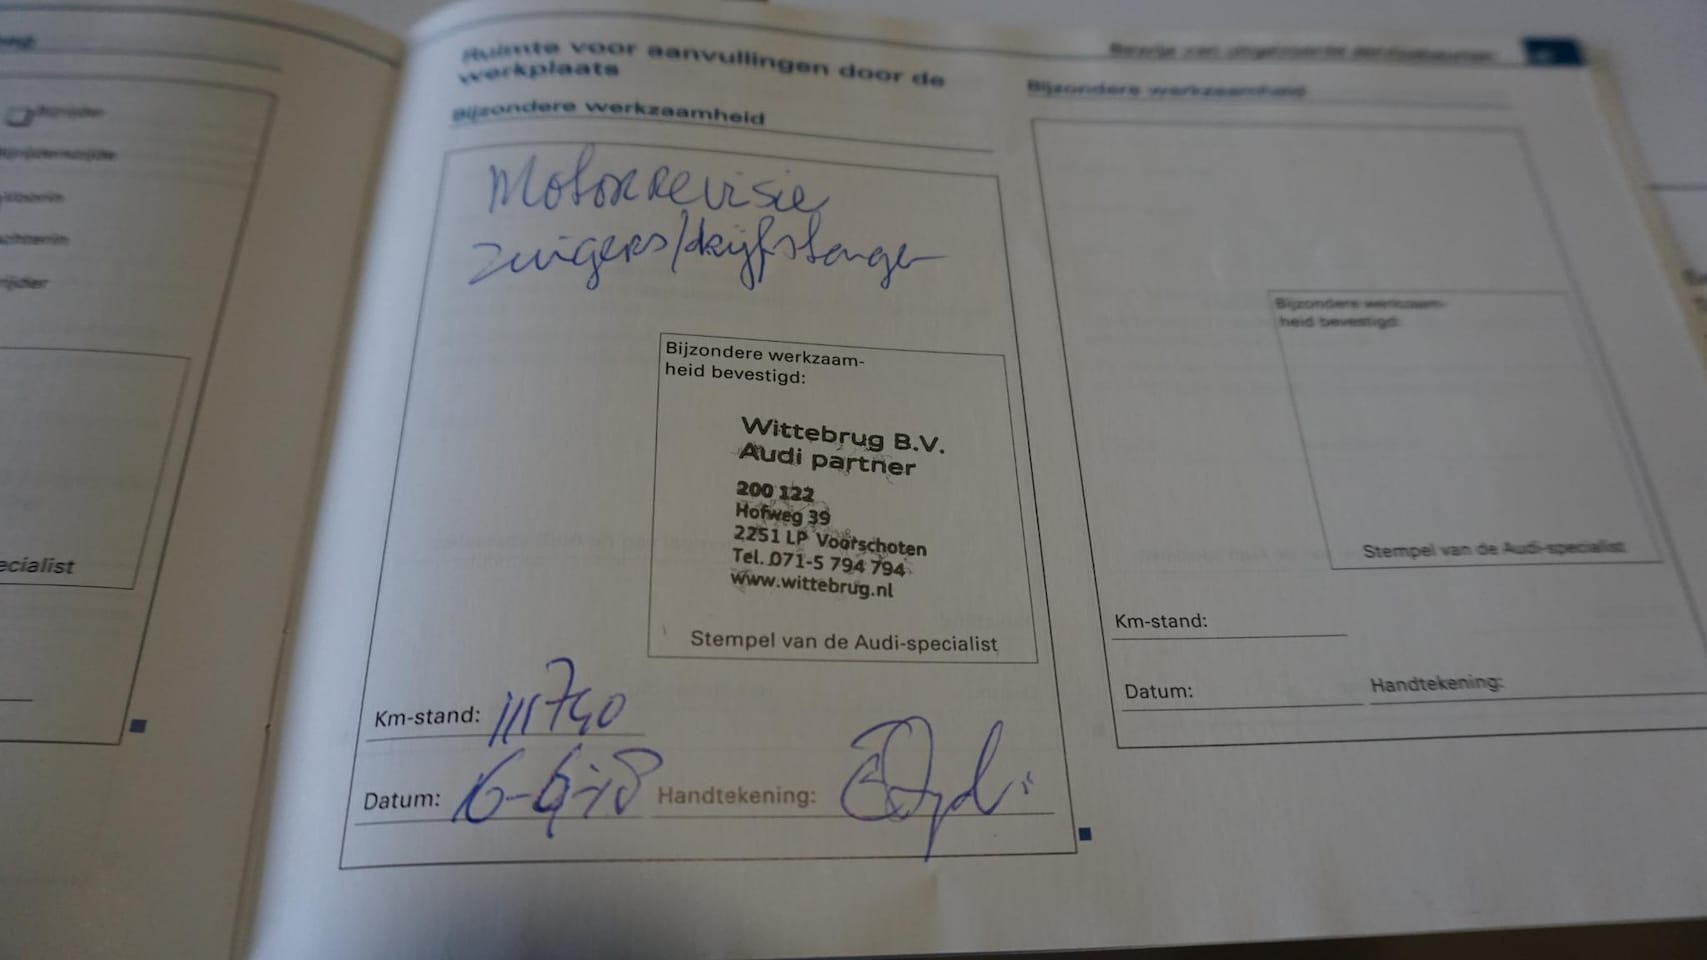 Ruimte voor aanvullingen door de
werkplaats
Bijzondere werkzaamheid
Motorrevisie
zuigers/drijfstangen
Bijzondere werkzaam-
heid bevestigd:
Wittebrug B.V.
Audi partner
200 122
Hofweg 39
2251 LP Voorschoten
Tel. 071-5 794 794
www.wittebrug.nl
Stempel van de Audi-specialist
Km-stand: 111740
Datum: 16-4-18 Handtekening:
Bijzondere werkzaamheid
Bijzondere werkzaam-
heid bevestigd:
Stempel van de Audi-specialist
Km-stand:
Datum: Handtekening: